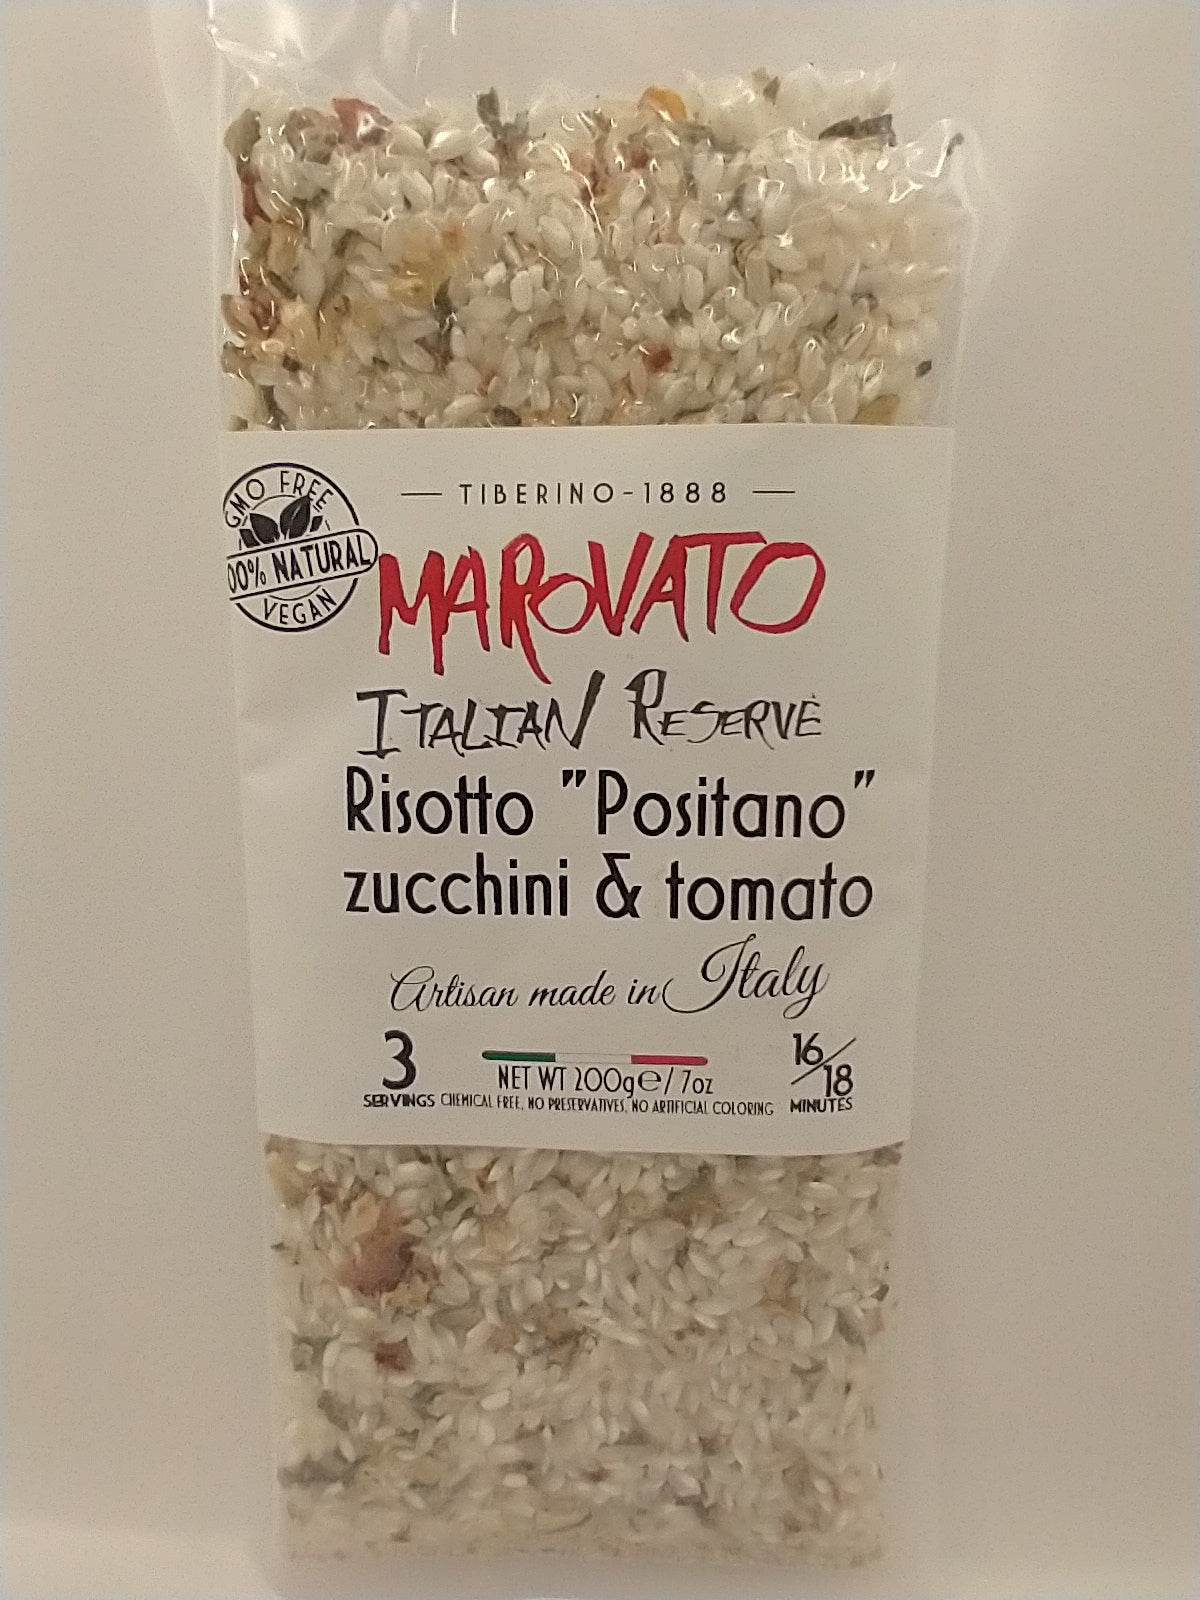 TIBERINO-1888
GMO FREE
00% NATURAL
VEGAN
MAROVATO
ITALIAN RESERVE
Risotto "Positano"
zucchini & tomato
Artisan made in Italy
3
SERVINGS
NET WT 200g℮/7oz
CHEMICAL FREE, NO PRESERVATIVES, NO ARTIFICIAL COLORING
16/18
MINUTES